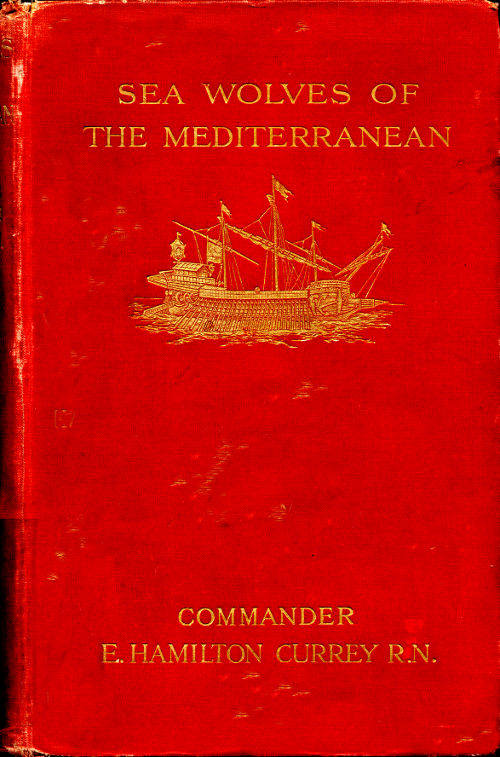 SEA WOLVES OF
THE MEDITERRANEAN
COMMANDER
E. HAMILTON CURREY R.N.